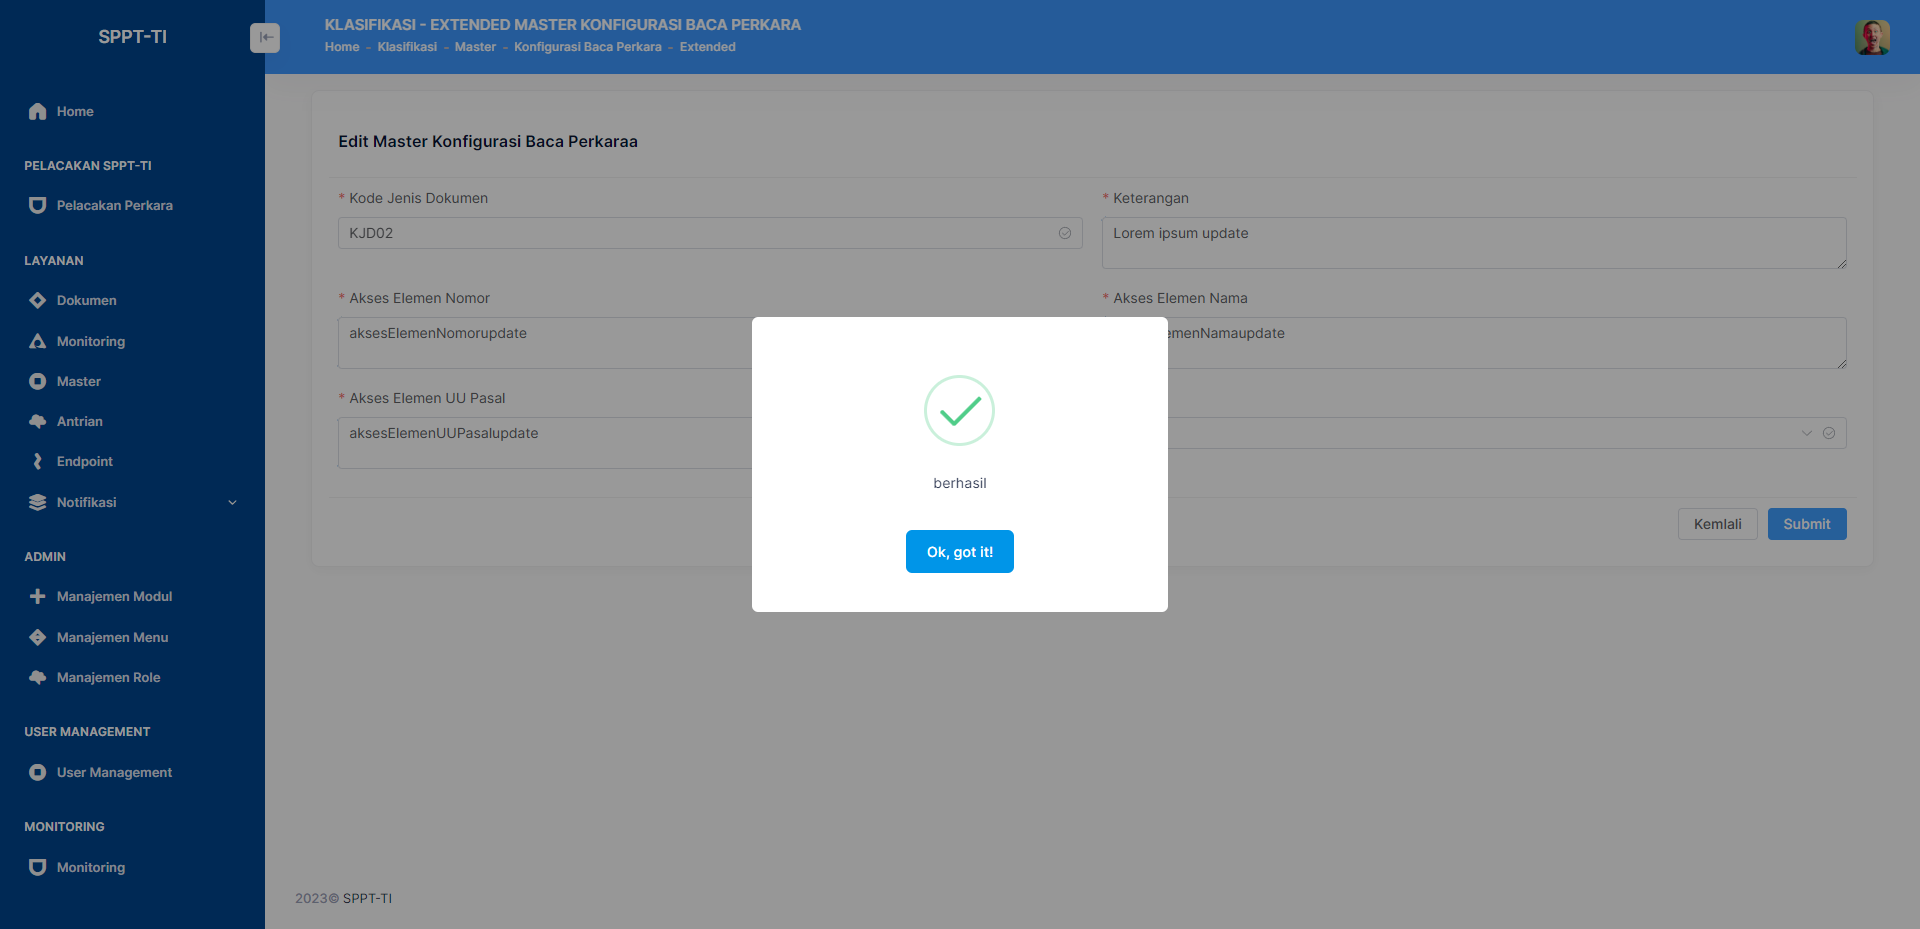 SPPT-TI
KLASIFIKASI - EXTENDED MASTER KONFIGURASI BACA PERKARA
Home - Klasifikasi - Master - Konfigurasi Baca Perkara - Extended
Home
PELACAKAN SPPT-TI
Pelacakan Perkara
LAYANAN
Dokumen
Monitoring
Master
Antrian
Endpoint
Notifikasi
ADMIN
Manajemen Modul
Manajemen Menu
Manajemen Role
USER MANAGEMENT
User Management
MONITORING
Monitoring
Edit Master Konfigurasi Baca Perkaraa
* Kode Jenis Dokumen
KJD02
* Keterangan
Lorem ipsum update
* Akses Elemen Nomor
aksesElemenNomorupdate
* Akses Elemen Nama
emenNamaupdate
* Akses Elemen UU Pasal
aksesElemenUUPasalupdate
berhasil
Ok, got it!
Kemlali
Submit
2023© SPPT-TI